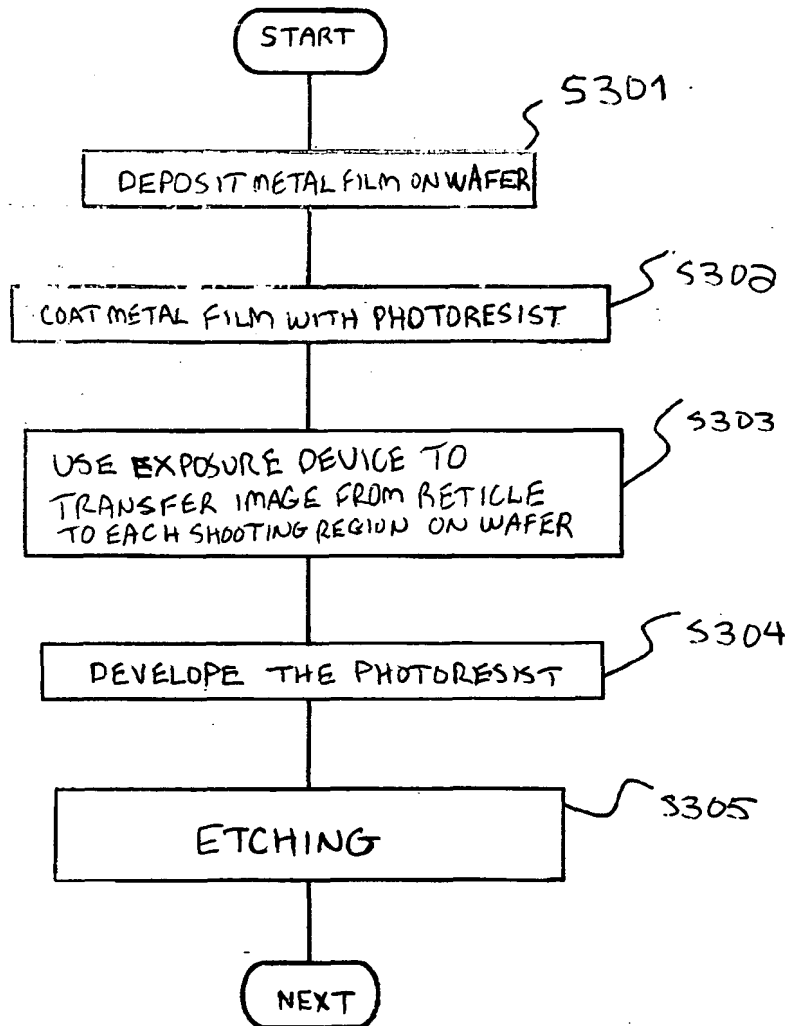 START
S301
DEPOSIT METAL FILM ON WAFER
S302
COAT METAL FILM WITH PHOTORESIST
S303
USE EXPOSURE DEVICE TO
TRANSFER IMAGE FROM RETICLE
TO EACH SHOOTING REGION ON WAFER
S304
DEVELOPE THE PHOTORESIST
S305
ETCHING
NEXT